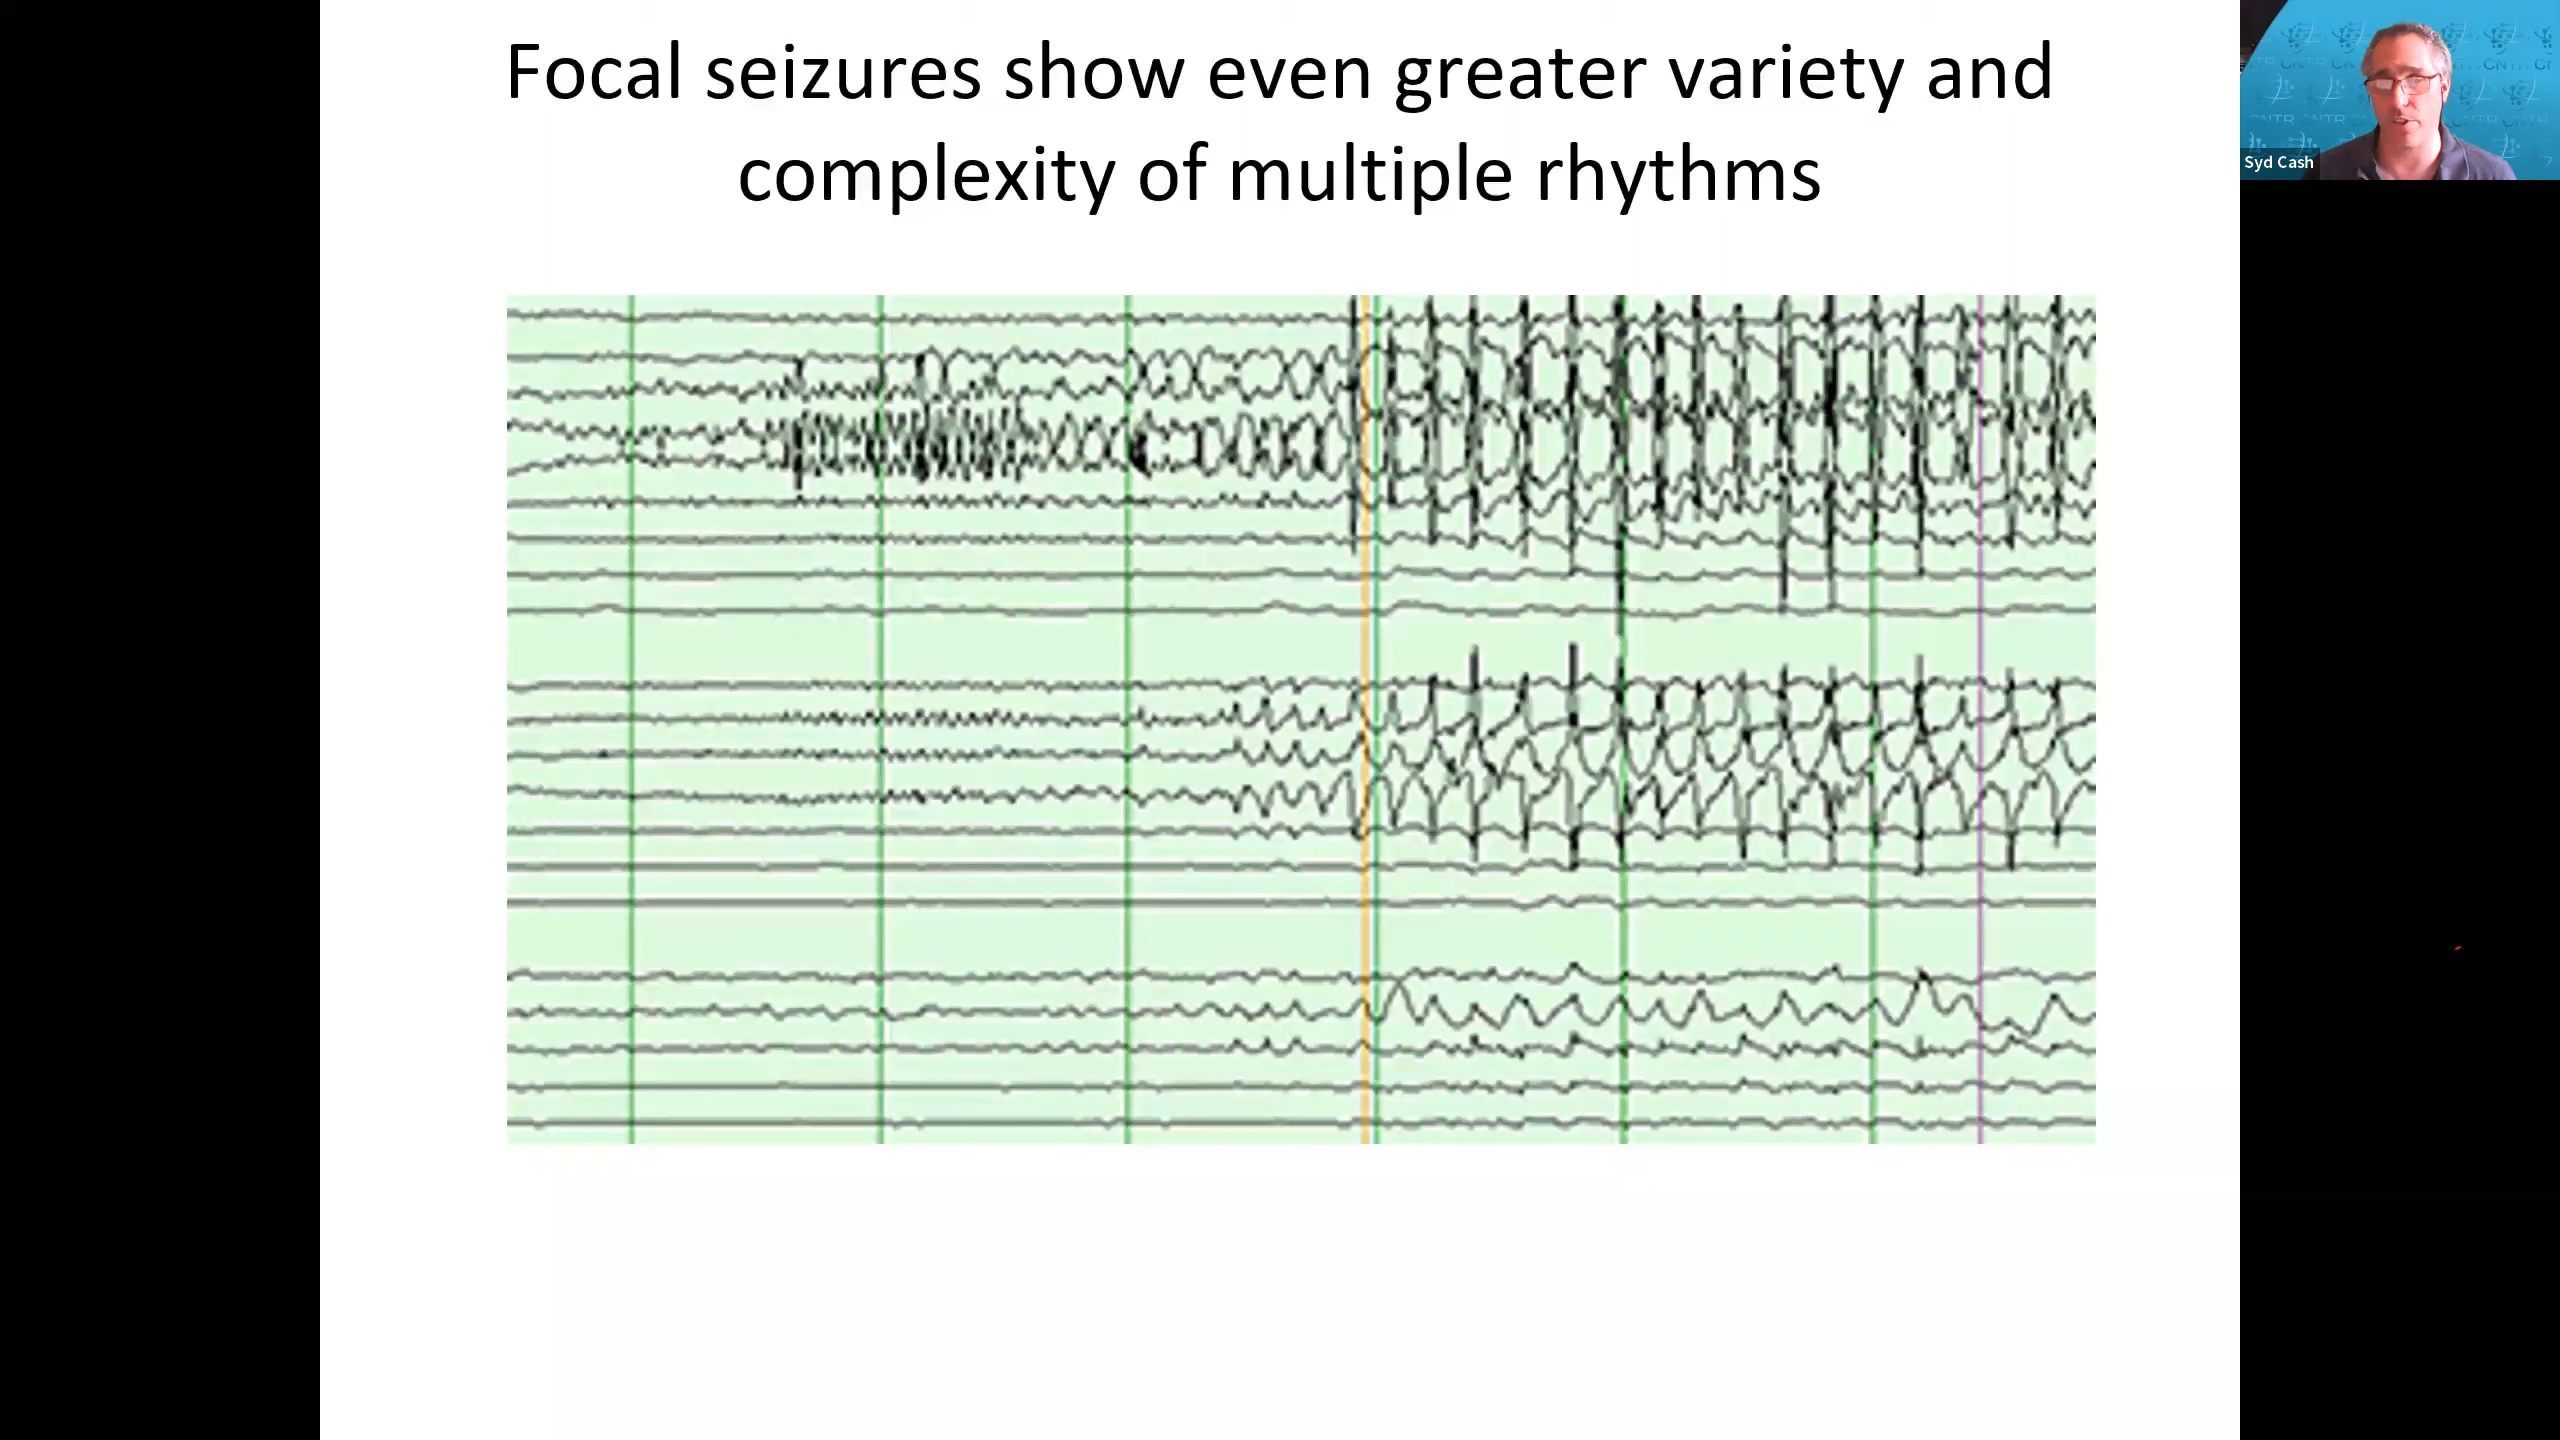 Focal seizures show even greater variety and
complexity of multiple rhythms
Syd Cash